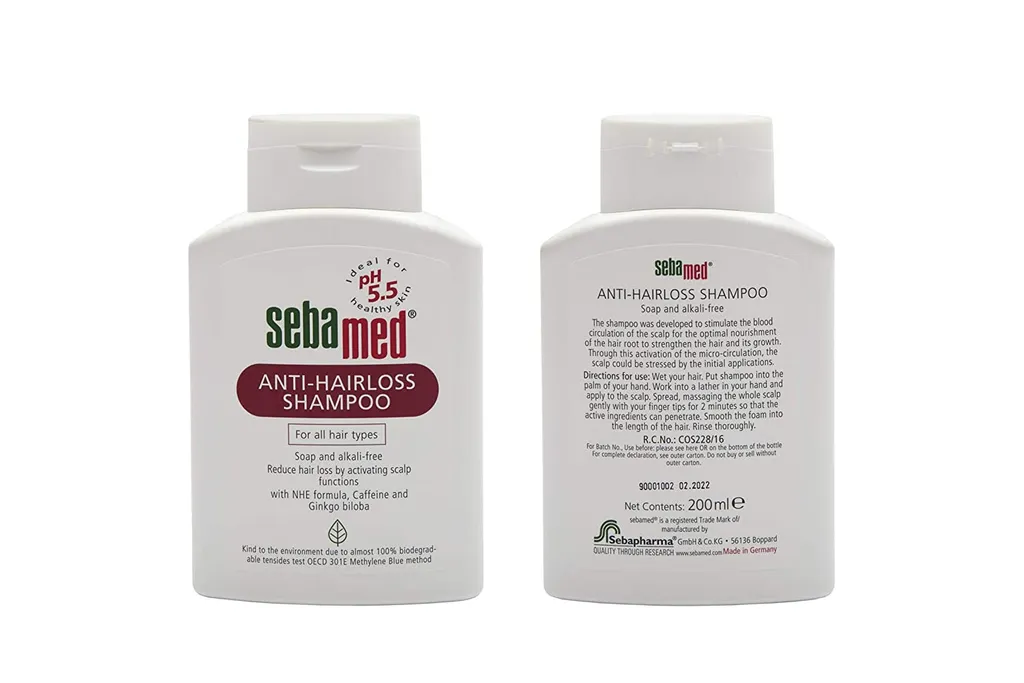 Ideal for
pH
5.5
healthy skin
sebamed®
ANTI-HAIRLOSS
SHAMPOO
For all hair types
Soap and alkali-free
Reduce hair loss by activating scalp
functions
with NHE formula, Caffeine and
Ginkgo biloba
Kind to the environment due to almost 100% biodegrad-
able tensides test OECD 301E Methylene Blue method
sebamed®
ANTI-HAIRLOSS SHAMPOO
Soap and alkali-free
The shampoo was developed to stimulate the blood
circulation of the scalp for the optimal nourishment
of the hair root to strengthen the hair and its growth.
Through this activation of the micro-circulation, the
scalp could be stressed by the initial applications.
Directions for use: Wet your hair. Put shampoo into the
palm of your hand. Work into a lather in your hand and
apply to the scalp. Spread, massaging the whole scalp
gently with your finger tips for 2 minutes so that the
active ingredients can penetrate. Smooth the foam into
the length of the hair. Rinse thoroughly.
R.C.No.: COS228/16
For Batch No., Use before: please see here OR on the bottom of the bottle
For complete declaration, see outer carton. Do not buy or sell without
outer carton.
90001002 02.2022
Net Contents: 200ml℮
sebamed® is a registered Trade Mark of/
manufactured by
Sebapharma® GmbH & Co.KG • 56136 Boppard
QUALITY THROUGH RESEARCH www.sebamed.com Made in Germany